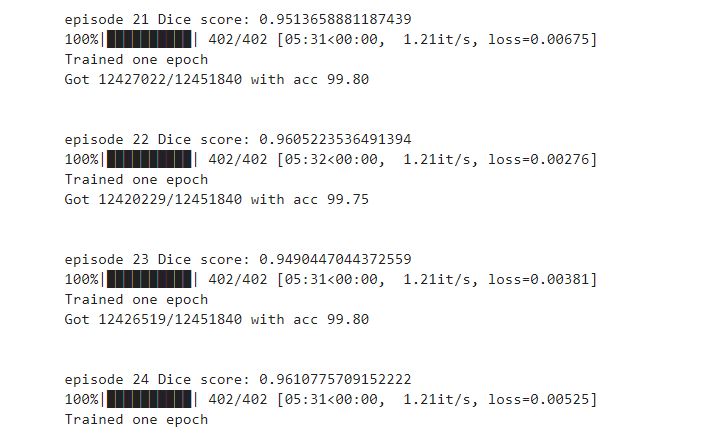 episode 21 Dice score: 0.9513658881187439
100%|██████████| 402/402 [05:31<00:00,  1.21it/s, loss=0.00675]
Trained one epoch
Got 12427022/12451840 with acc 99.80
episode 22 Dice score: 0.9605223536491394
100%|██████████| 402/402 [05:32<00:00,  1.21it/s, loss=0.00276]
Trained one epoch
Got 12420229/12451840 with acc 99.75
episode 23 Dice score: 0.9490447044372559
100%|██████████| 402/402 [05:31<00:00,  1.21it/s, loss=0.00381]
Trained one epoch
Got 12426519/12451840 with acc 99.80
episode 24 Dice score: 0.9610775709152222
100%|██████████| 402/402 [05:31<00:00,  1.21it/s, loss=0.00525]
Trained one epoch